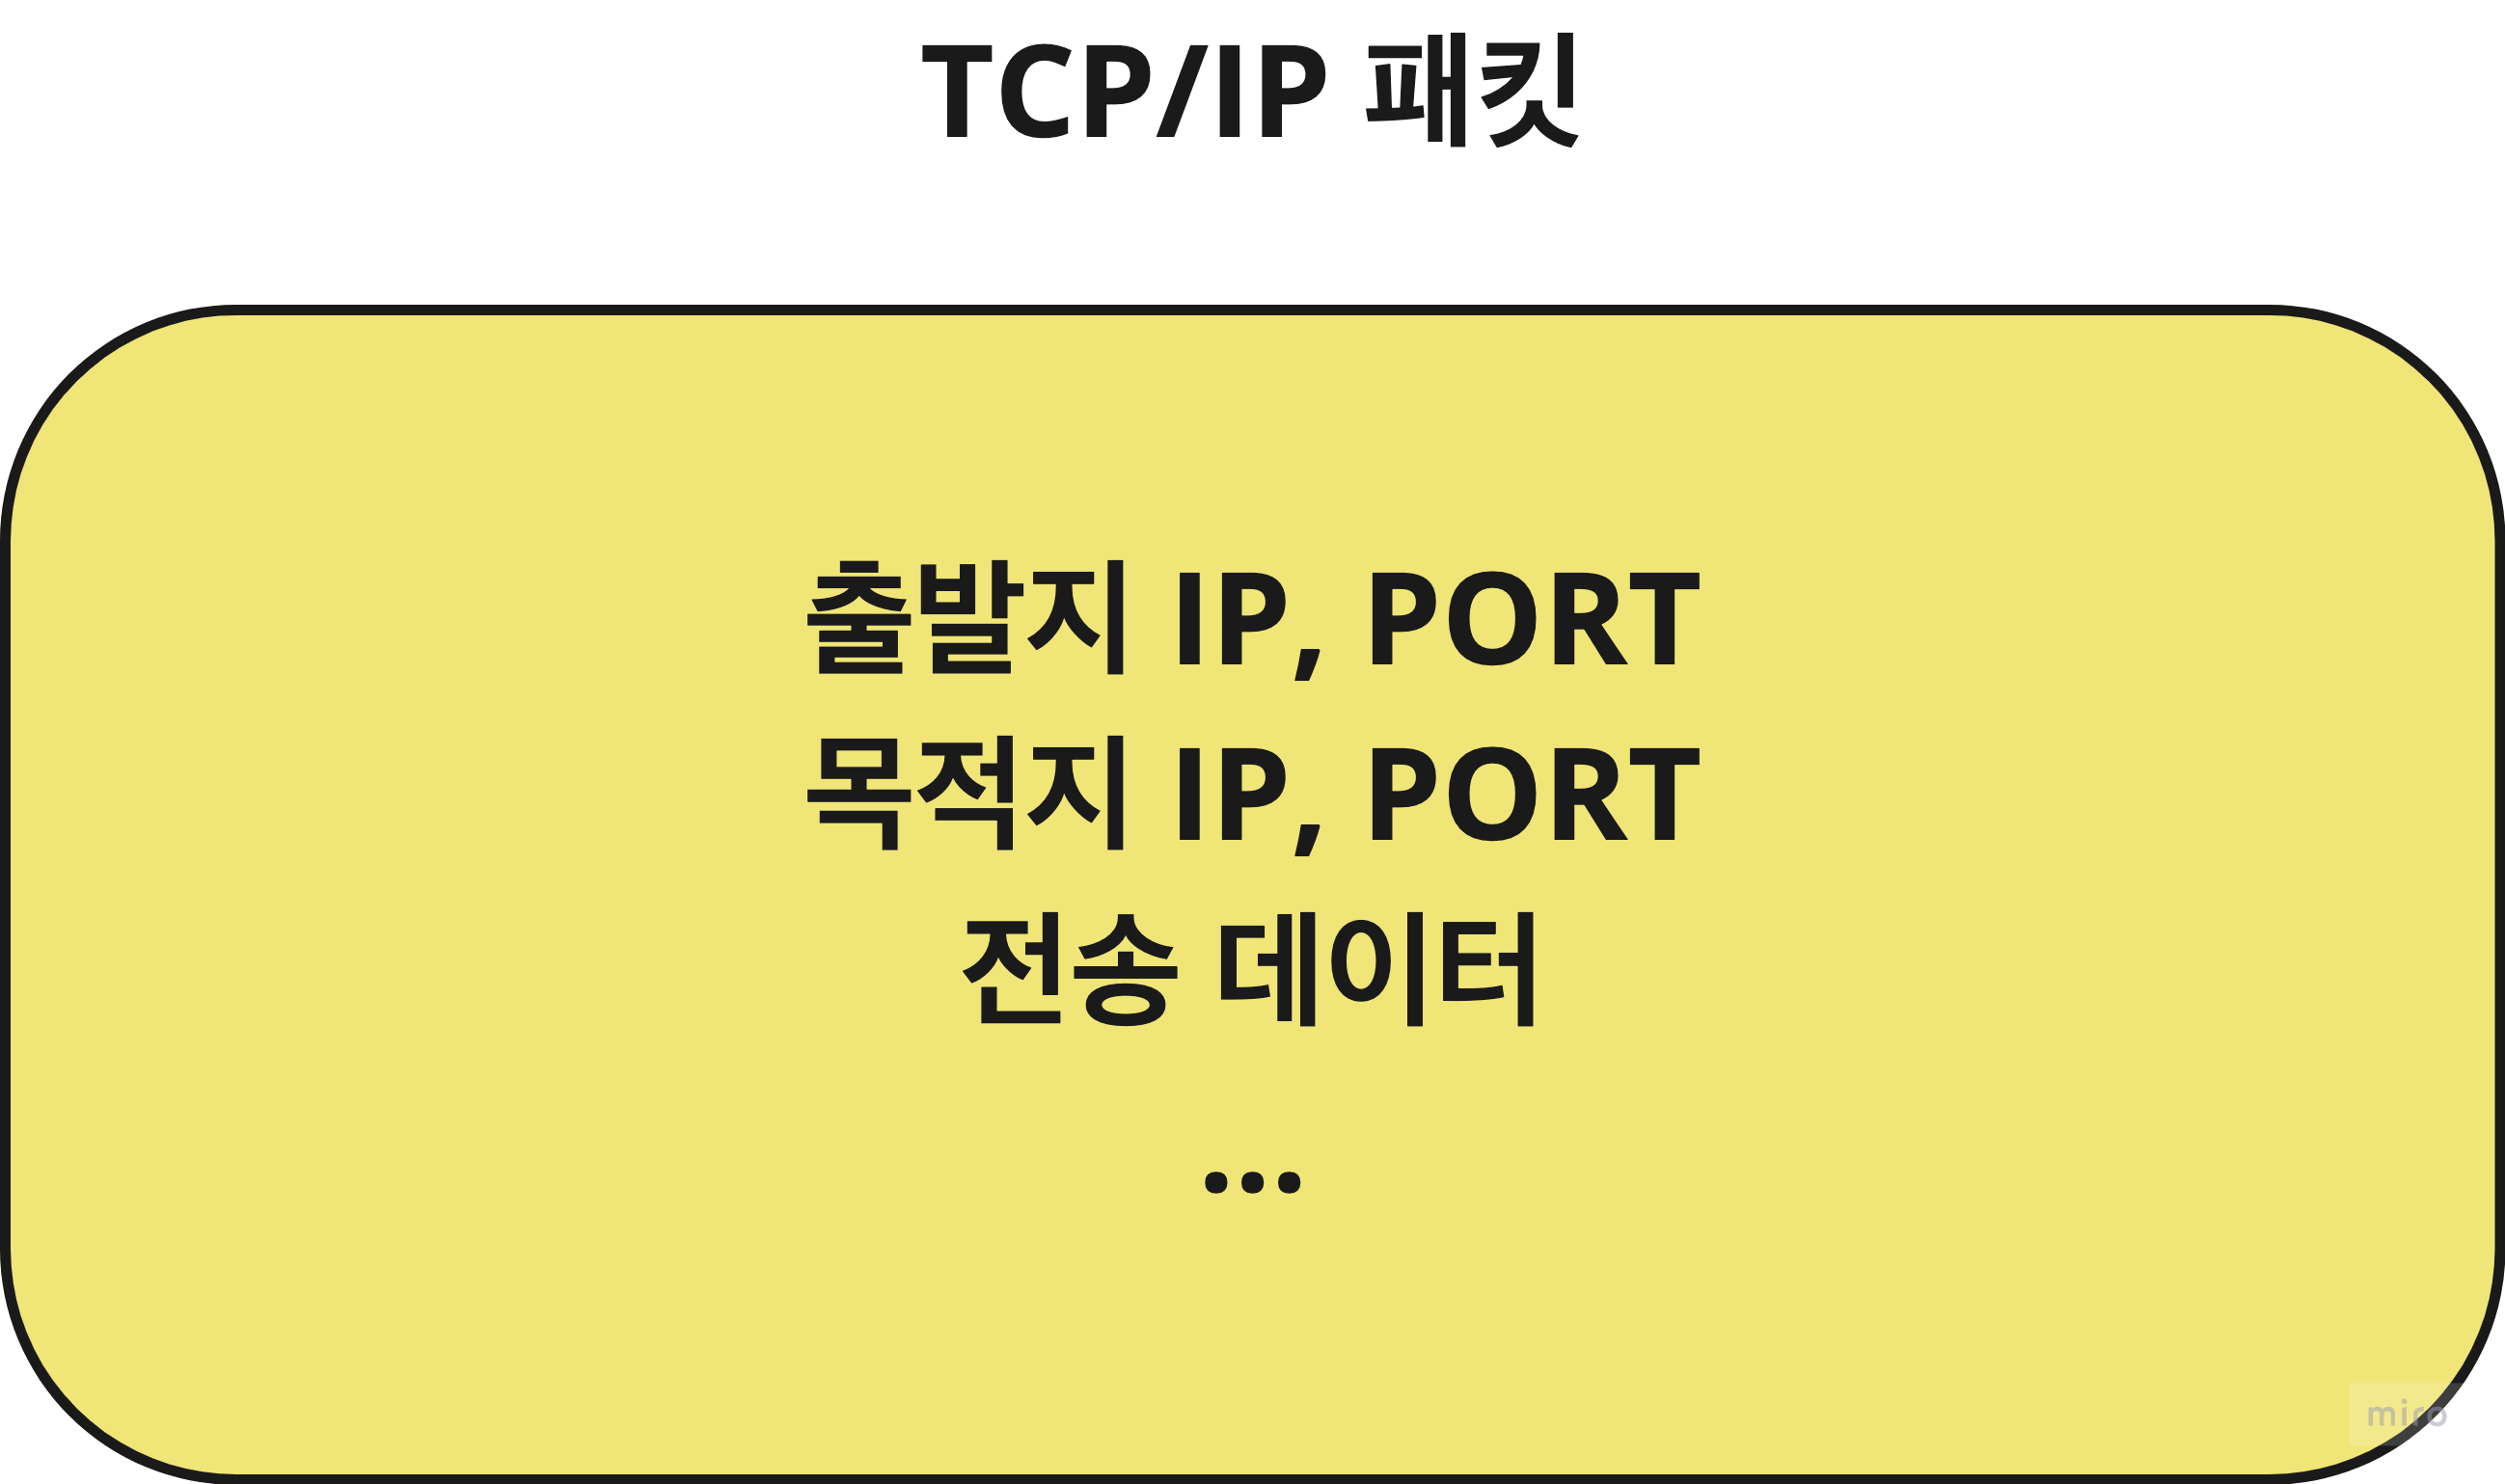 TCP/IP 패킷
출발지 IP, PORT
목적지 IP, PORT
전송 데이터
...
miro